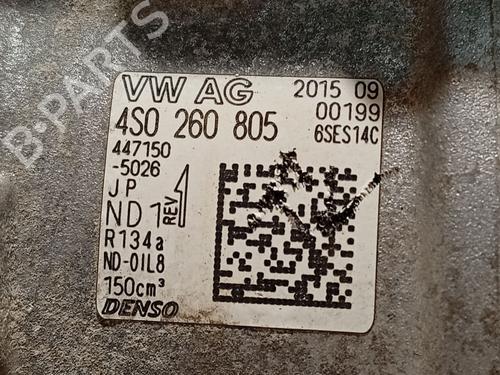 B-PARTS
VW AG 2015 09
00199
4S0 260 805 6SES14C
447150
-5026
JP
ND 1 REV
R134a
ND-OIL8
150cm³
DENSO